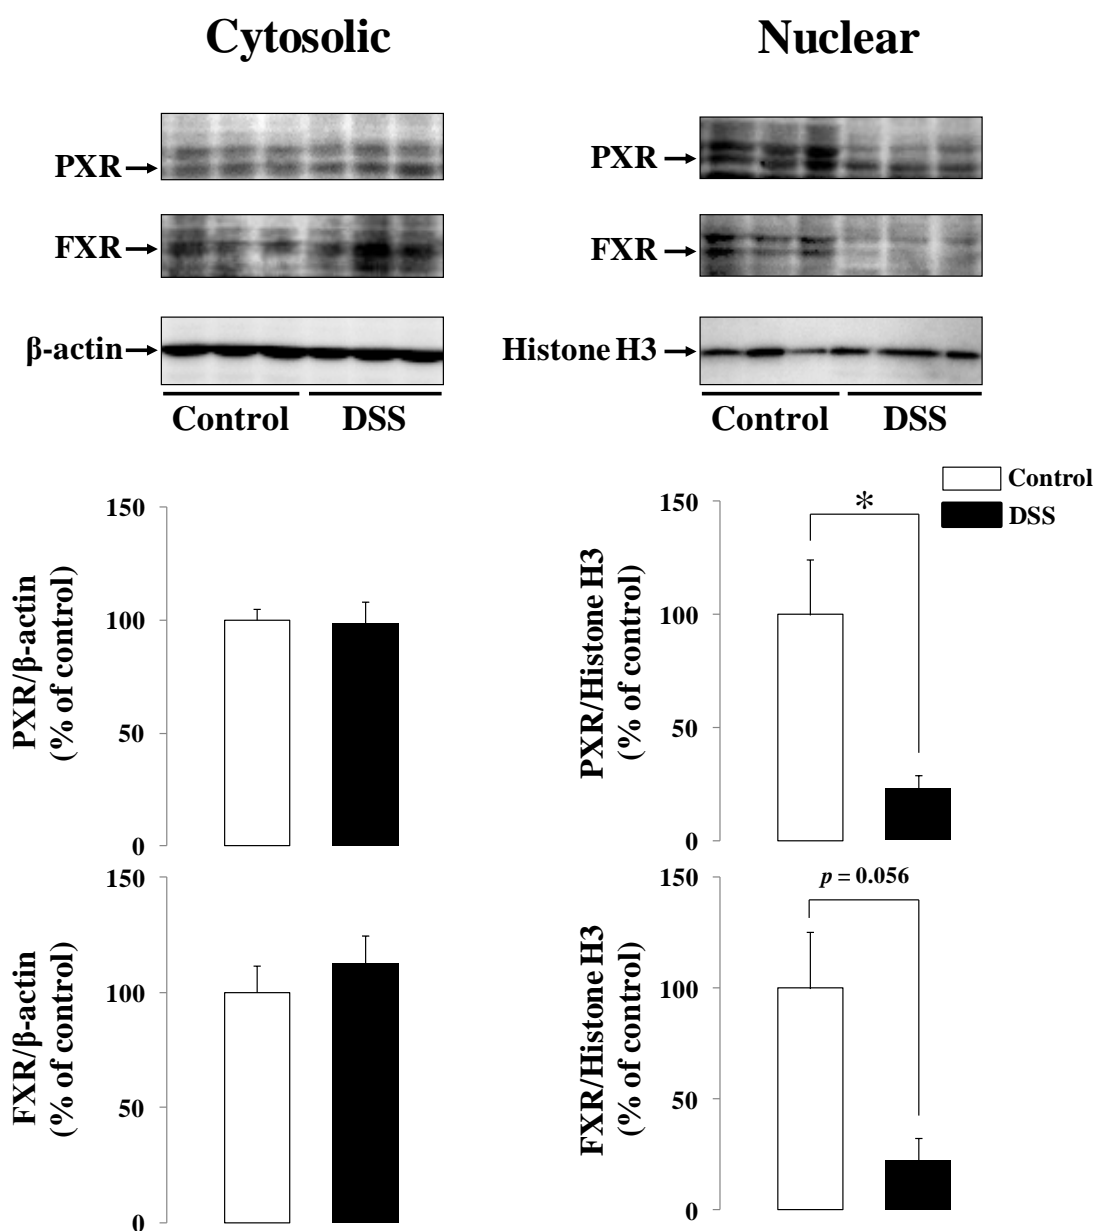 Cytosolic
Nuclear
PXR
PXR
FXR
FXR
β-actin
Histone H3
Control DSS
Control DSS
Control
DSS
150
100
50
0
PXR/β-actin
(% of control)
150
100
50
0
PXR/Histone H3
(% of control)
*
150
100
50
0
FXR/β-actin
(% of control)
150
100
50
0
FXR/Histone H3
(% of control)
p = 0.056